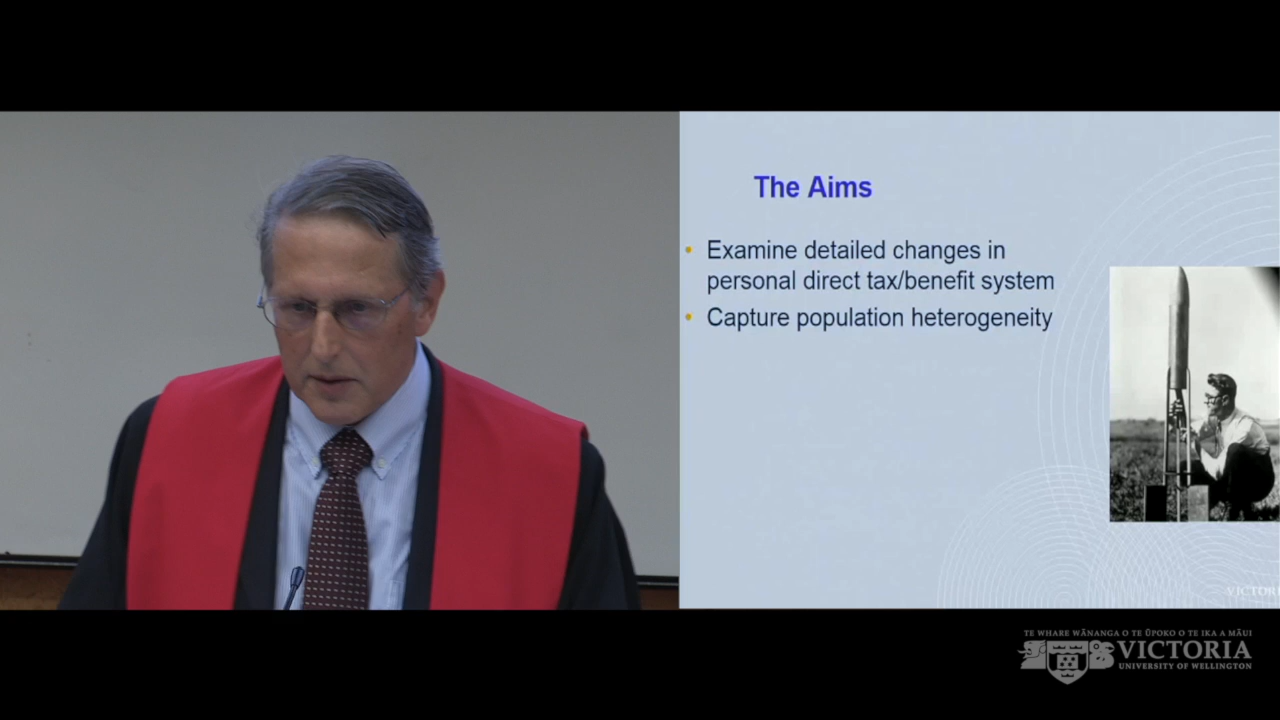 The Aims
• Examine detailed changes in
personal direct tax/benefit system
• Capture population heterogeneity
VICTOR
TE WHARE WĀNANGA O TE ŪPOKO O TE IKA A MĀUI
VICTORIA
UNIVERSITY OF WELLINGTON